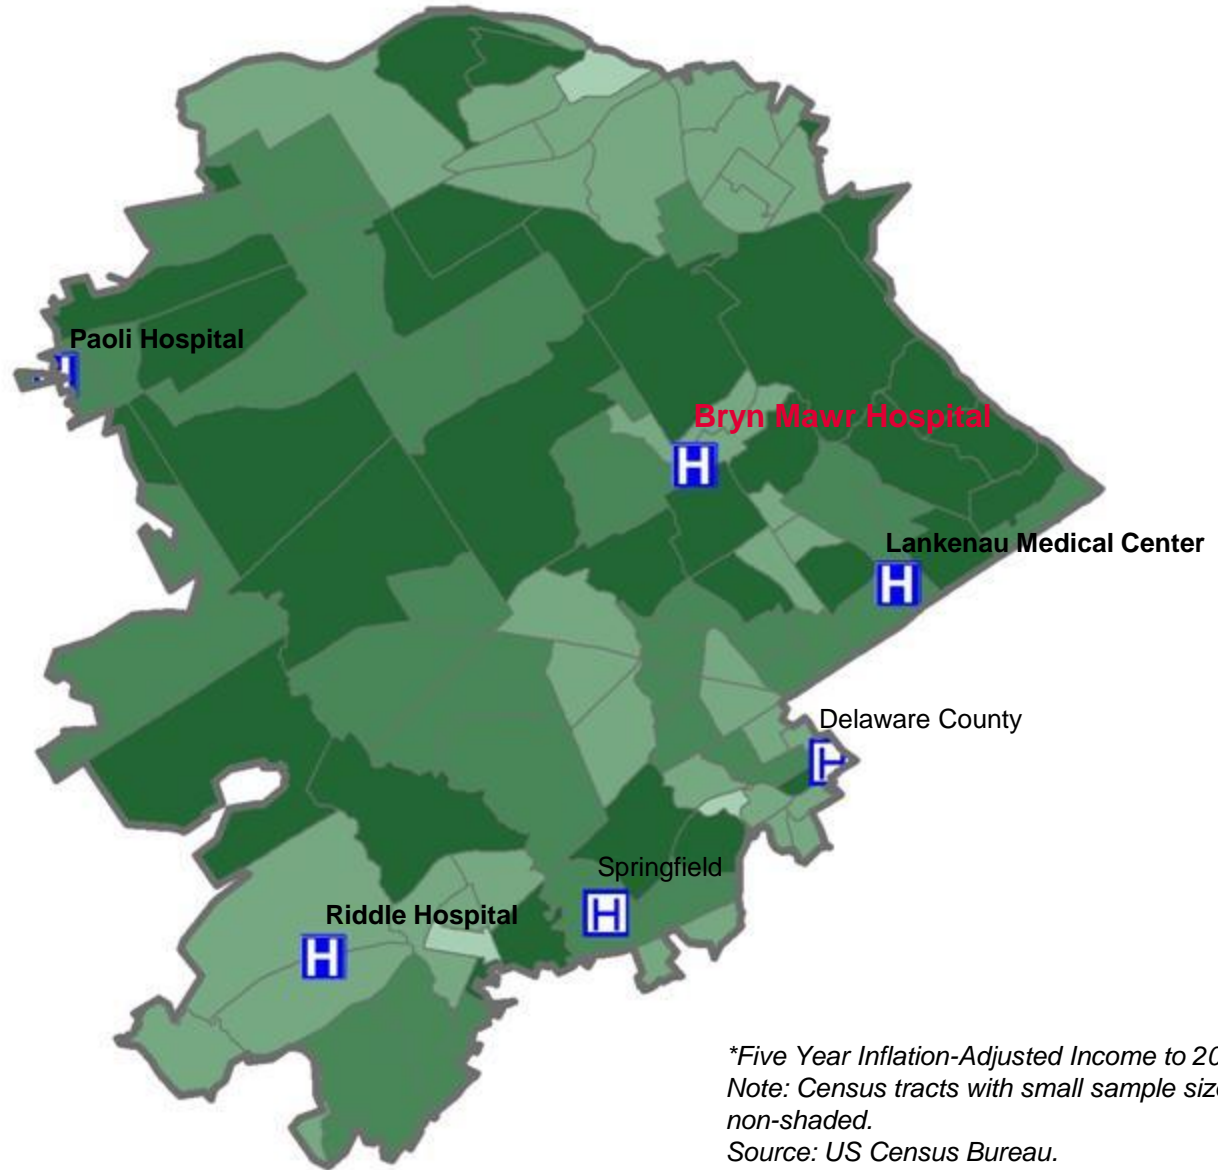 Paoli Hospital
Bryn Mawr Hospital
H
Lankenau Medical Center
H
Delaware County
H
Springfield
H
Riddle Hospital
H
*Five Year Inflation-Adjusted Income to
Note: Census tracts with small sample
non-shaded.
Source: US Census Bureau.